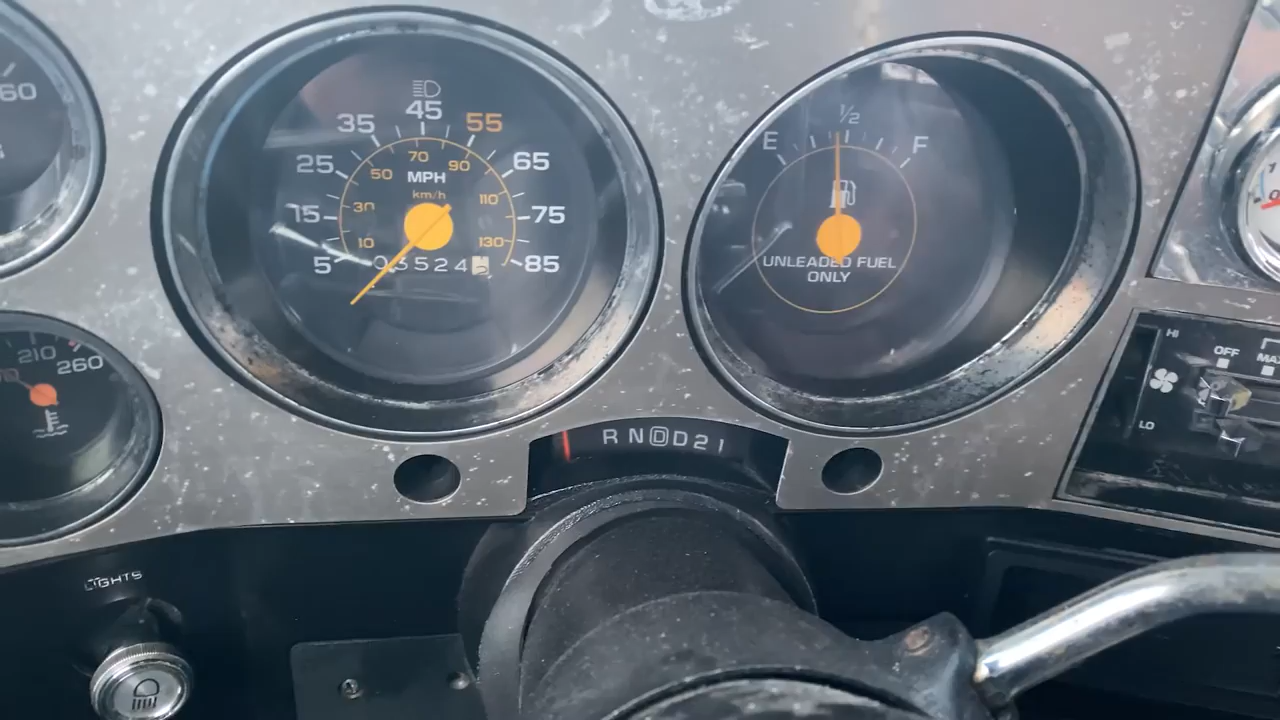 60
45
35 55
25 65
15 75
5 85
70
50 90
30 110
10 130
MPH
km/h
03524
E ½ F
UNLEADED FUEL
ONLY
210
260
R N D D 2 1
HI
OFF
LO
LIGHTS